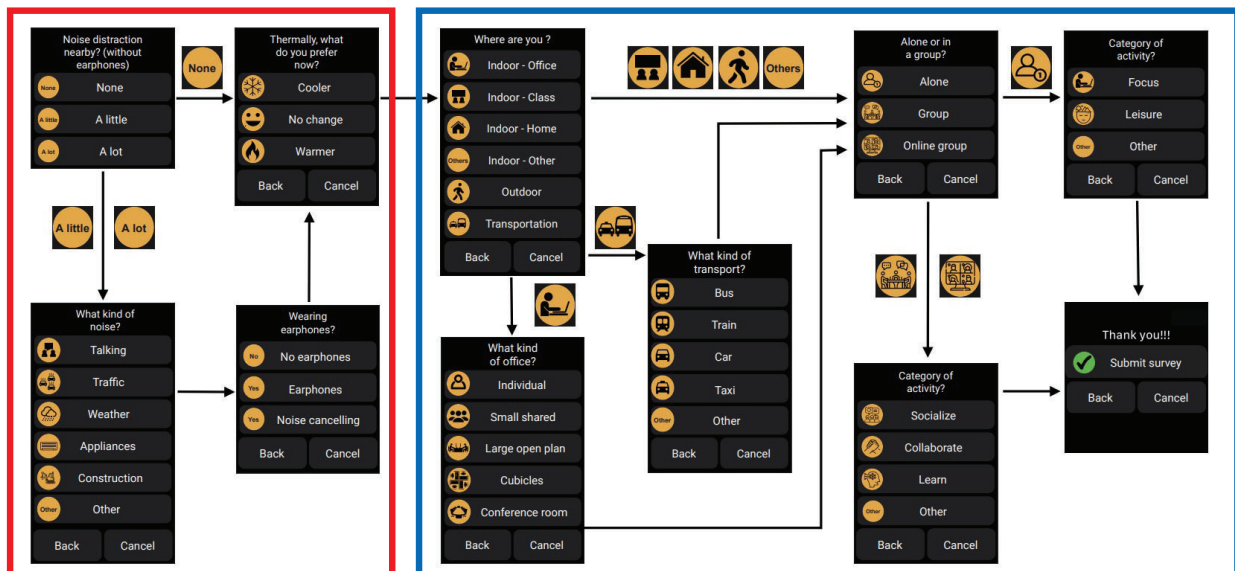 Noise distraction
nearby? (without
earphones)
None
None
A little
A little
A lot
A lot
None
Thermally, what
do you prefer
now?
Cooler
No change
Warmer
Back
Cancel
A little
A lot
What kind of
noise?
Talking
Traffic
Weather
Appliances
Construction
Other
Other
Back
Cancel
Wearing
earphones?
No
No earphones
Yes
Earphones
Yes
Noise cancelling
Back
Cancel
Where are you ?
Indoor - Office
Indoor - Class
Indoor - Home
Others
Indoor - Other
Outdoor
Transportation
Back
Cancel
Others
What kind of
transport?
Bus
Train
Car
Taxi
Other
Other
Back
Cancel
What kind
of office?
Individual
Small shared
Large open plan
Cubicles
Conference room
Back
Cancel
Alone or in
a group?
Alone
Group
Online group
Back
Cancel
Category of
activity?
Focus
Leisure
Other
Other
Back
Cancel
Category of
activity?
Socialize
Collaborate
Learn
Other
Other
Back
Cancel
Thank you!!!
Submit survey
Back
Cancel